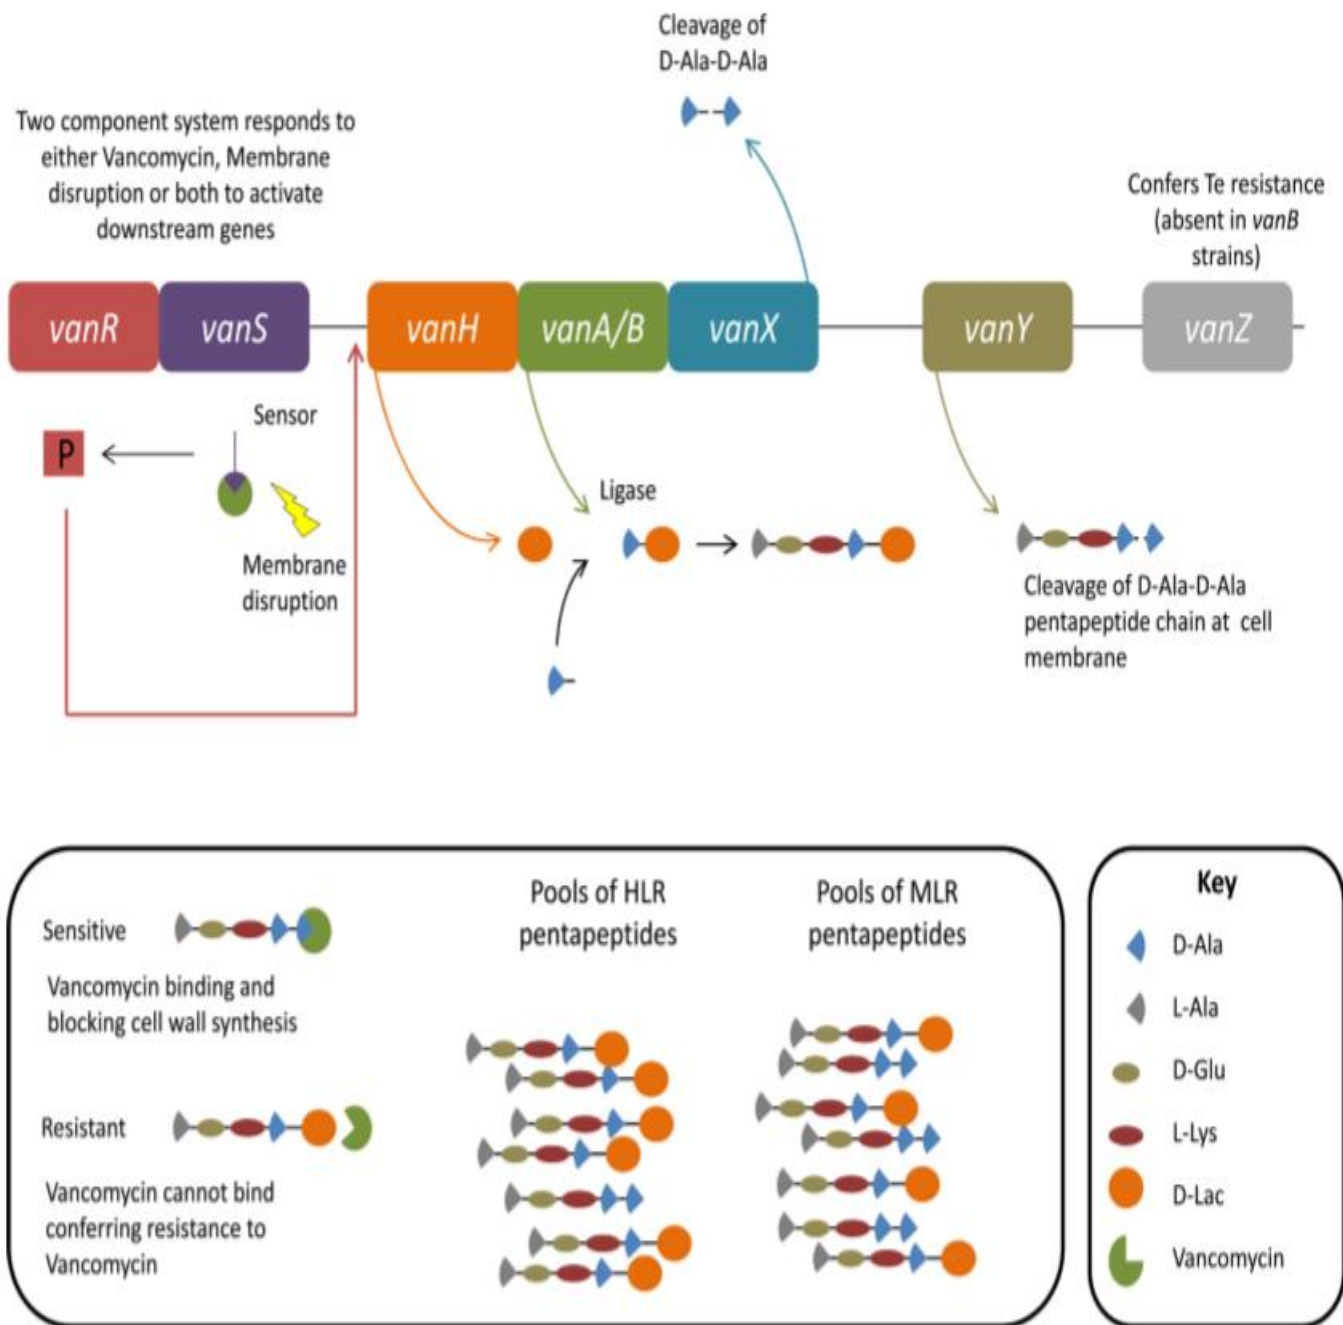 Cleavage of
D-Ala-D-Ala
Two component system responds to
either Vancomycin, Membrane
disruption or both to activate
downstream genes
Confers Te resistance
(absent in vanB
strains)
vanR
vanS
vanH
vanA/B
vanX
vanY
vanZ
Sensor
P
Membrane
disruption
Ligase
Cleavage of D-Ala-D-Ala
pentapeptide chain at cell
membrane
Sensitive
Vancomycin binding and
blocking cell wall synthesis
Resistant
Vancomycin cannot bind
conferring resistance to
Vancomycin
Pools of HLR
pentapeptides
Pools of MLR
pentapeptides
Key
D-Ala
L-Ala
D-Glu
L-Lys
D-Lac
Vancomycin